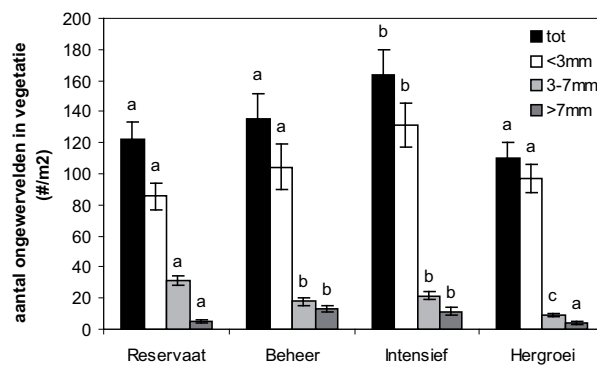 aantal ongewervelden in vegetatie
(#/m2)
200
180
160
140
120
100
80
60
40
20
0
a
a
a
a
a
a
b
b
b
b
b
b
a
a
c
a
tot
<3mm
3-7mm
>7mm
Reservaat
Beheer
Intensief
Hergroei